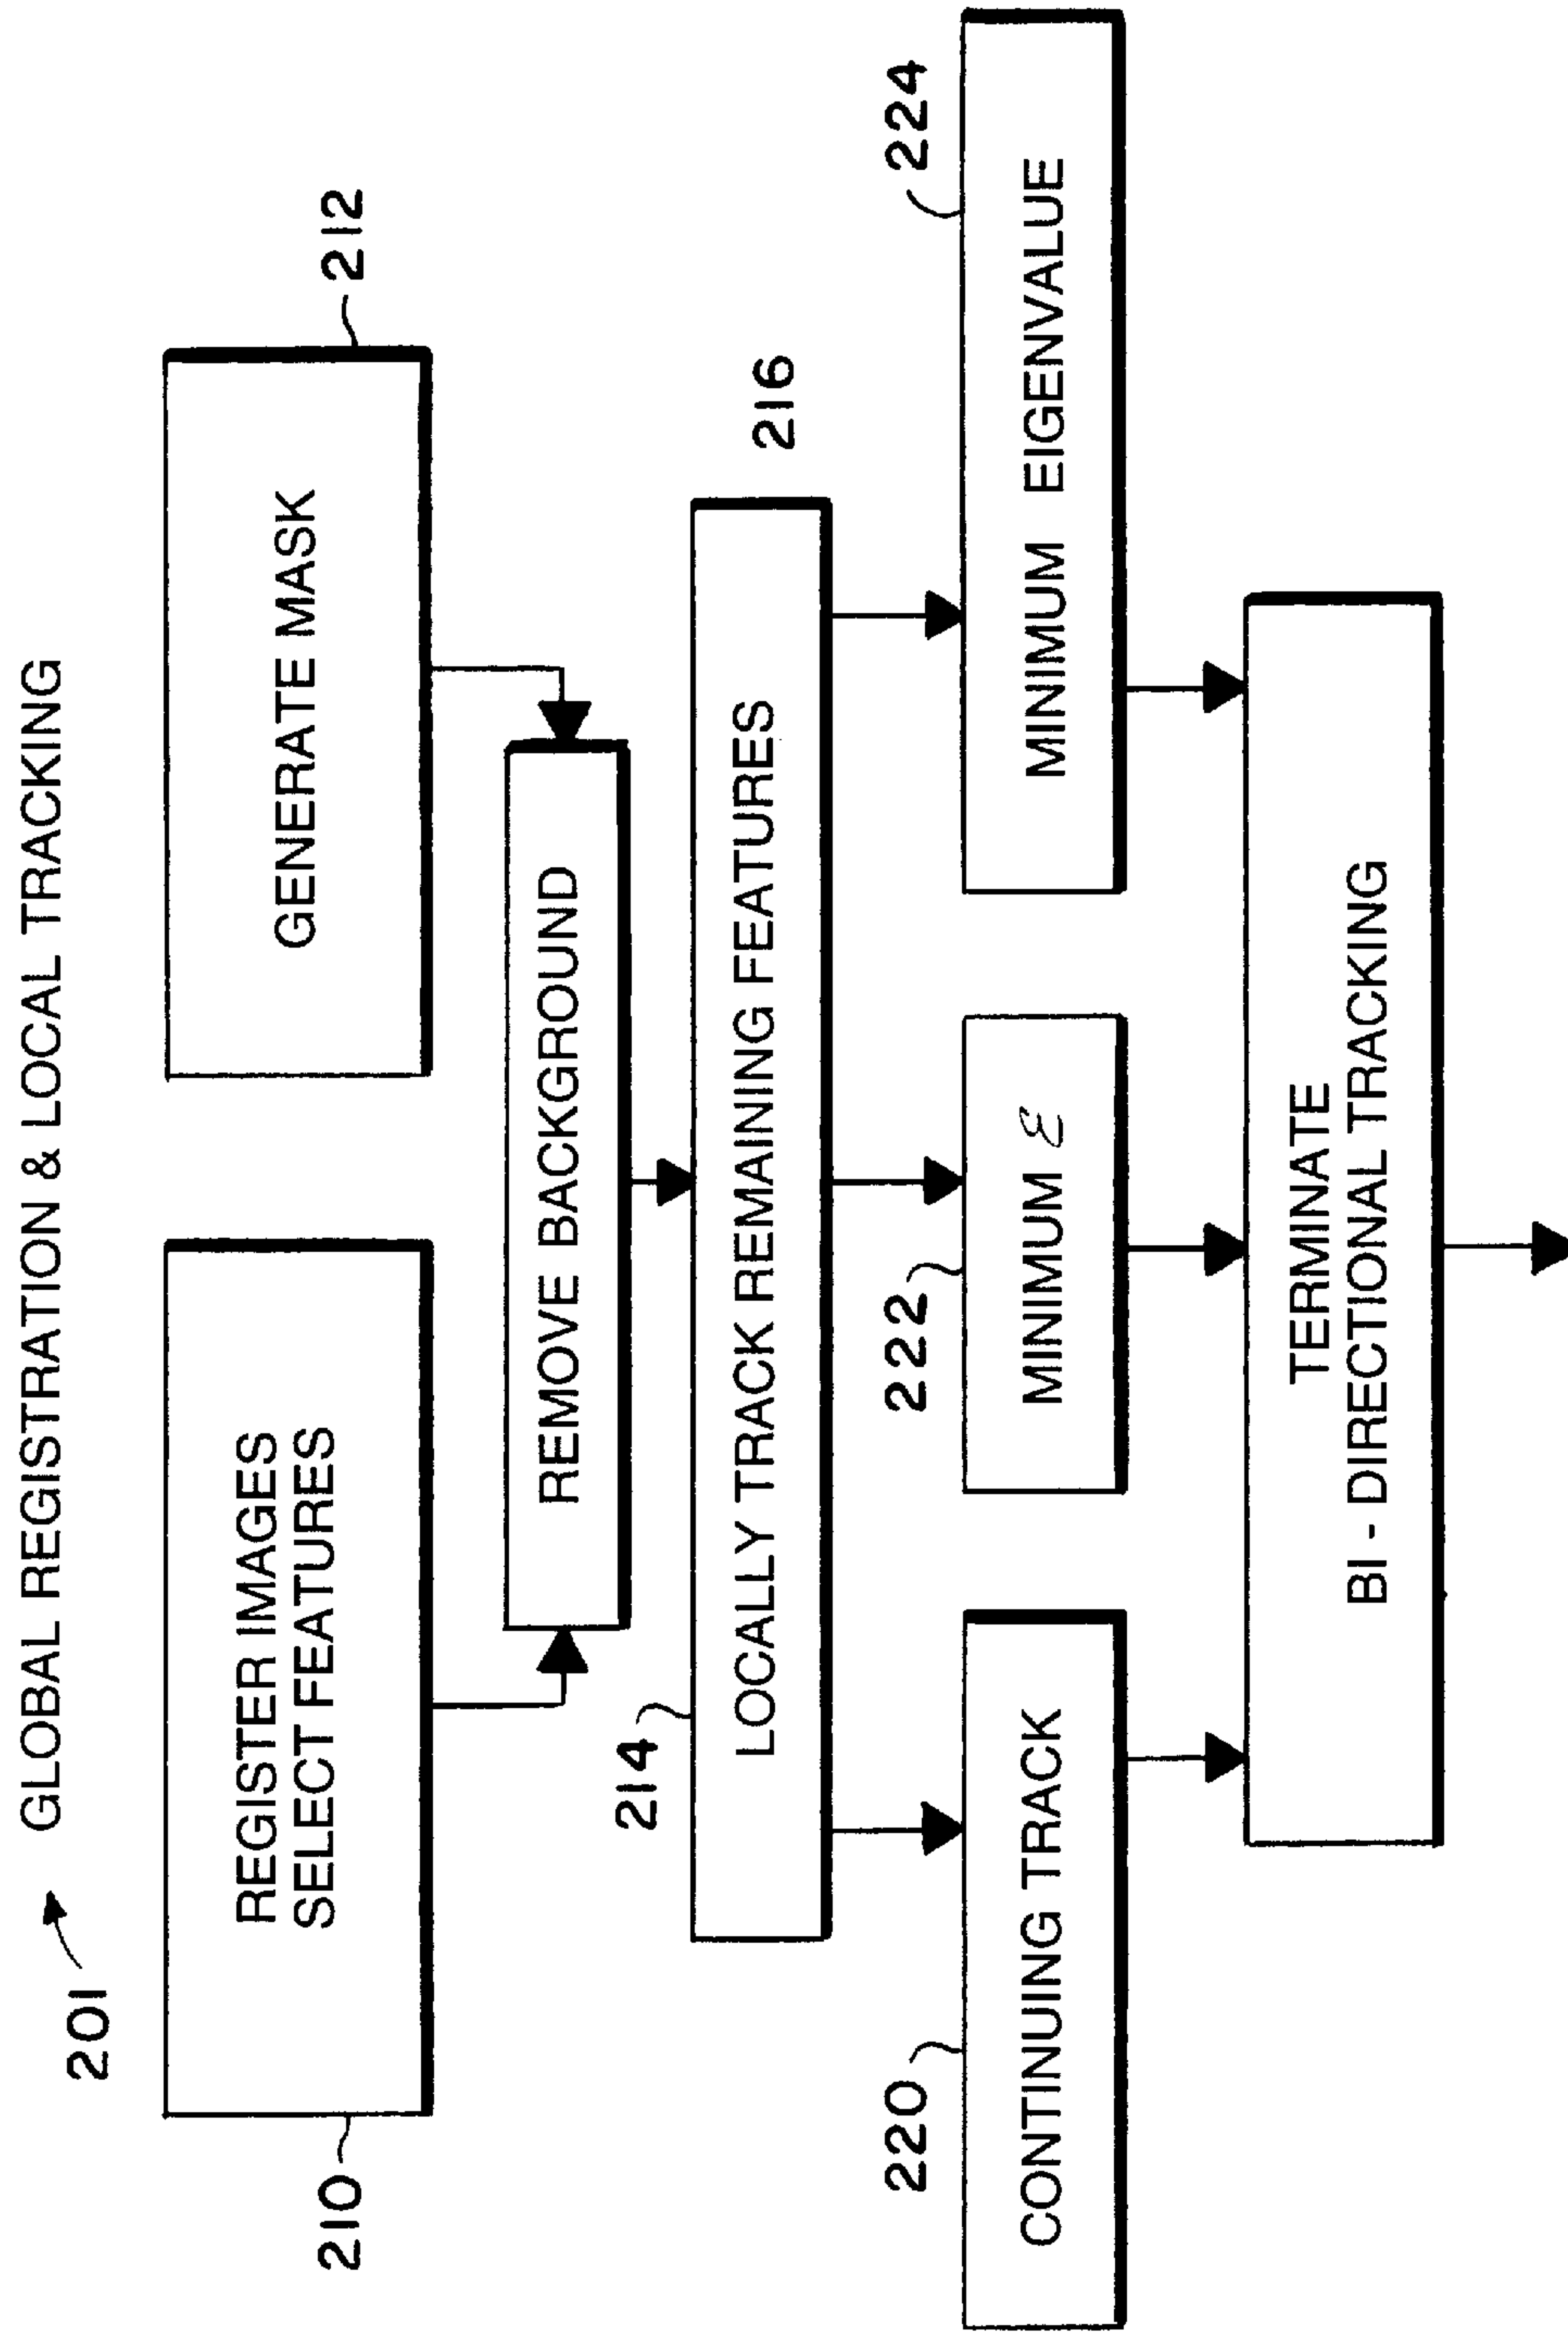 201 GLOBAL REGISTRATION & LOCAL TRACKING
210
REGISTER IMAGES
SELECT FEATURES
GENERATE MASK
212
REMOVE BACKGROUND
214
LOCALLY TRACK REMAINING FEATURES
216
220
CONTINUING TRACK
222
MINIMUM ℰ
224
MINIMUM EIGENVALUE
TERMINATE
BI - DIRECTIONAL TRACKING